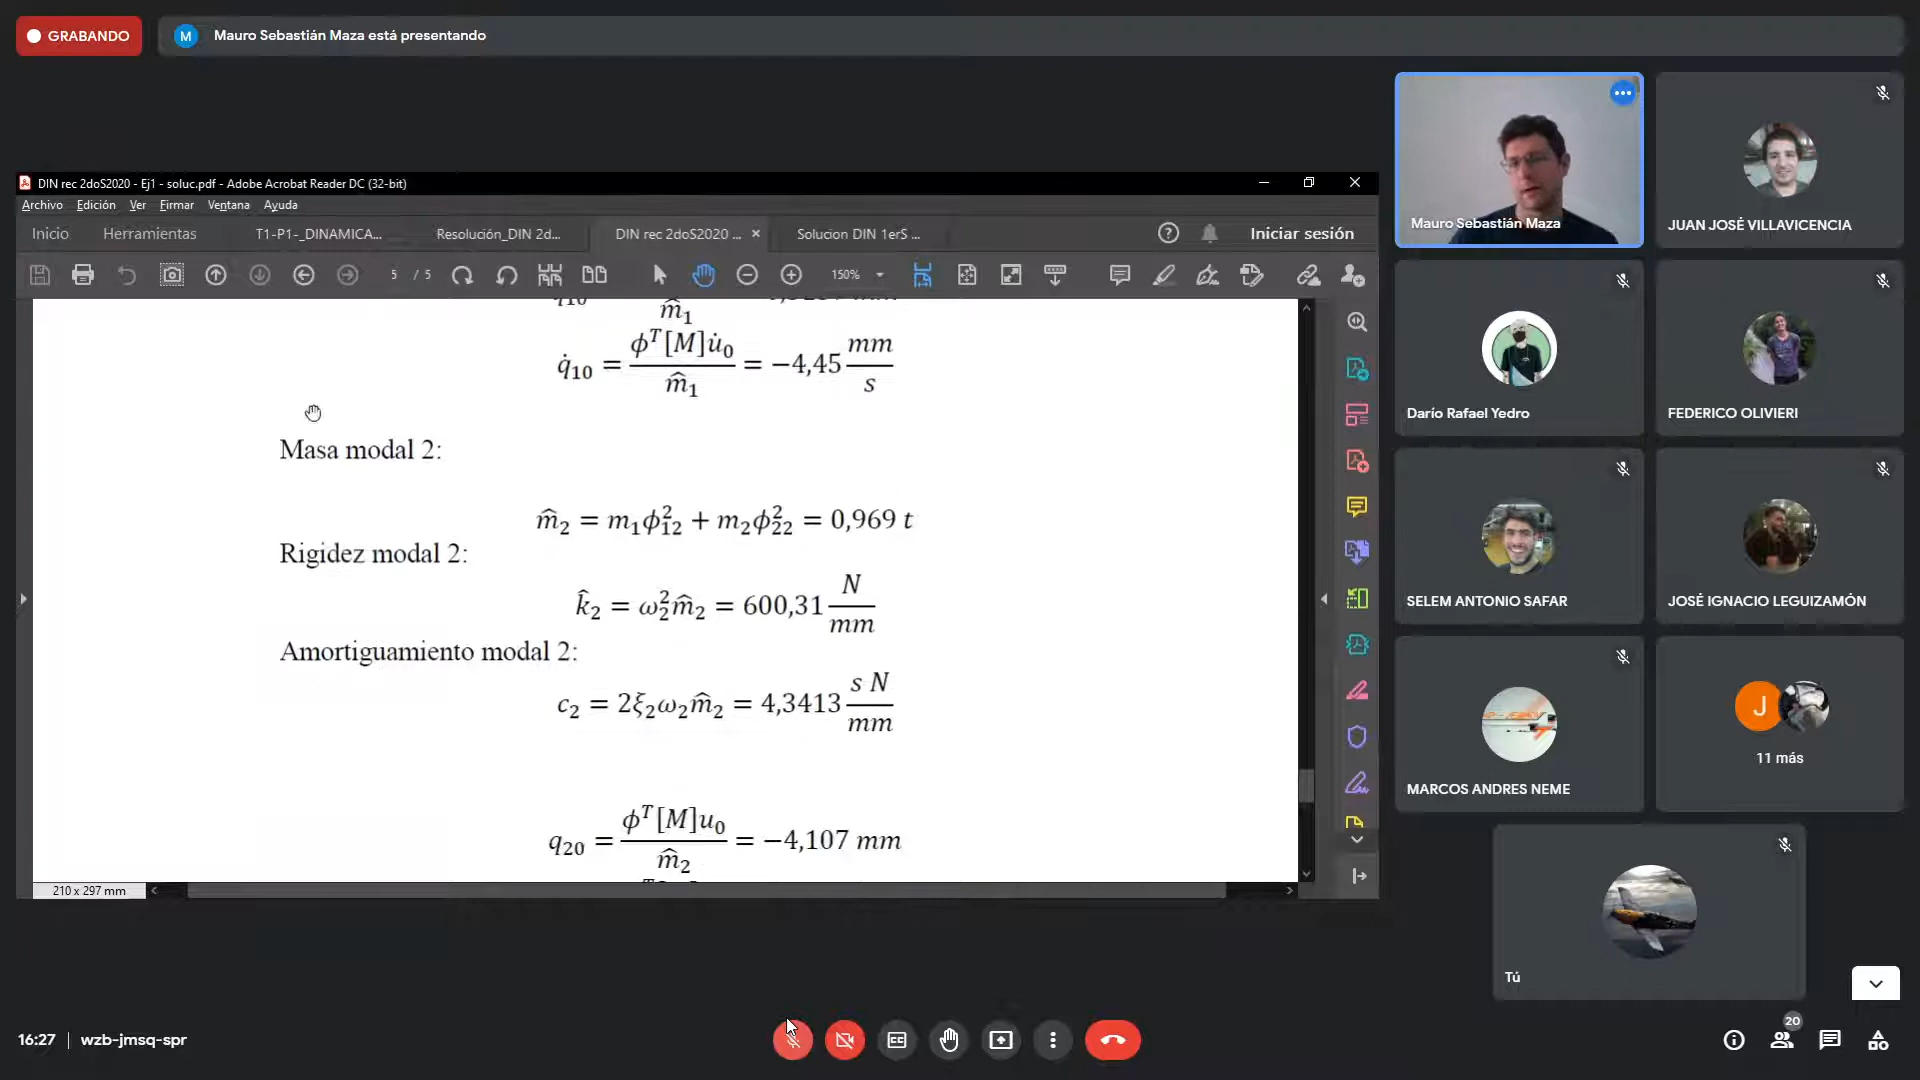 GRABANDO
M
Mauro Sebastián Maza está presentando
DIN rec 2doS2020 - Ej1 - soluc.pdf - Adobe Acrobat Reader DC (32-bit)
Archivo Edición Ver Firmar Ventana Ayuda
Inicio Herramientas T1-P1-_DINAMICA... Resolución_DIN 2d... DIN rec 2doS2020 ... Solucion DIN 1erS ... Iniciar sesión
5 / 5 150%
m̂₁
q̇₁₀ = ϕᵀ[M]u̇₀ / m̂₁ = −4,45 mm/s
Masa modal 2:
m̂₂ = m₁ϕ₁₂² + m₂ϕ₂₂² = 0,969 t
Rigidez modal 2:
k̂₂ = ω₂²m̂₂ = 600,31 N/mm
Amortiguamiento modal 2:
c₂ = 2ξ₂ω₂m̂₂ = 4,3413 s N/mm
q₂₀ = ϕᵀ[M]u₀ / m̂₂ = −4,107 mm
210 x 297 mm
Mauro Sebastián Maza
JUAN JOSÉ VILLAVICENCIA
Darío Rafael Yedro
FEDERICO OLIVIERI
SELEM ANTONIO SAFAR
JOSÉ IGNACIO LEGUIZAMÓN
MARCOS ANDRES NEME
J
11 más
Tú
16:27 | wzb-jmsq-spr
20